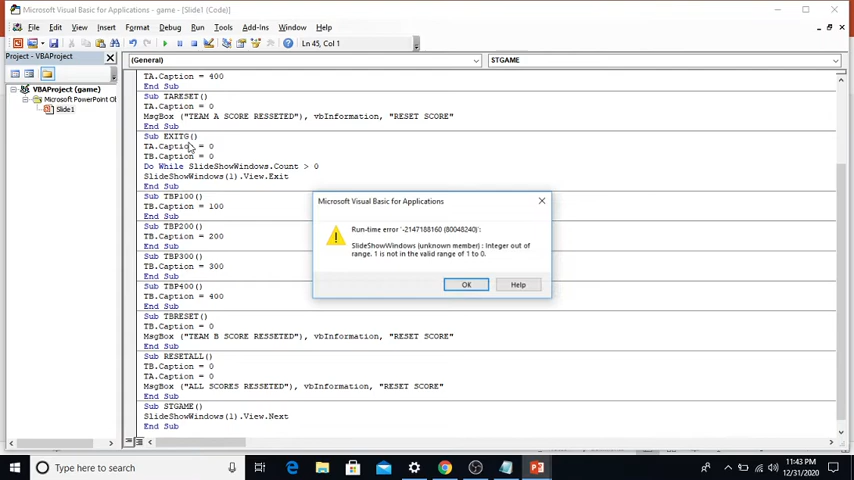 Microsoft Visual Basic for Applications - game - [Slide1 (Code)]
File Edit View Insert Format Debug Run Tools Add-Ins Window Help
Ln 45, Col 1
Project - VBAProject
(General) STGAME
VBAProject (game)
Microsoft PowerPoint Ob
Slide1
TA.Caption = 400
End Sub
Sub TARESET()
TA.Caption = 0
MsgBox ("TEAM A SCORE RESSETED"), vbInformation, "RESET SCORE"
End Sub
Sub EXITG()
TA.Caption = 0
TB.Caption = 0
Do While SlideShowWindows.Count > 0
SlideShowWindows(1).View.Exit
End Sub
Sub TBP100()
TB.Caption = 100
End Sub
Sub TBP200()
TB.Caption = 200
End Sub
Sub TBP300()
TB.Caption = 300
End Sub
Sub TBP400()
TB.Caption = 400
End Sub
Sub TBRESET()
TB.Caption = 0
MsgBox ("TEAM B SCORE RESSETED"), vbInformation, "RESET SCORE"
End Sub
Sub RESETALL()
TB.Caption = 0
TA.Caption = 0
MsgBox ("ALL SCORES RESSETED"), vbInformation, "RESET SCORE"
End Sub
Sub STGAME()
SlideShowWindows(1).View.Next
End Sub
Microsoft Visual Basic for Applications
Run-time error '-2147188160 (80048240)':
SlideShowWindows (unknown member) : Integer out of
range. 1 is not in the valid range of 1 to 0.
OK Help
Type here to search
11:43 PM
12/31/2020